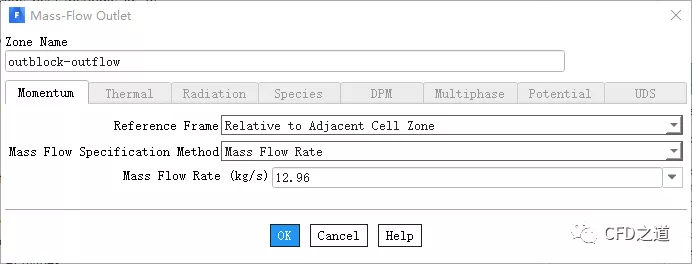 Mass-Flow Outlet
Zone Name
outblock-outflow
Momentum Thermal Radiation Species DPM Multiphase Potential UDS
Reference Frame Relative to Adjacent Cell Zone
Mass Flow Specification Method Mass Flow Rate
Mass Flow Rate (kg/s) 12.96
OK Cancel Help
CFD之道